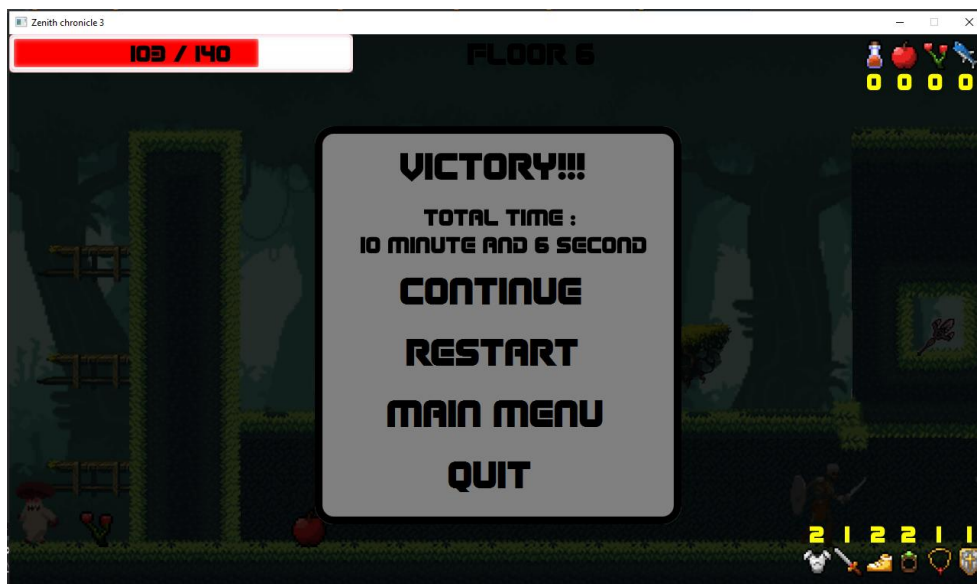 Zenith chronicle 3
103 / 140
FLOOR 6
0 0 0 0
VICTORY!!!
TOTAL TIME :
10 MINUTE AND 6 SECOND
CONTINUE
RESTART
MAIN MENU
QUIT
2 1 2 2 1 1